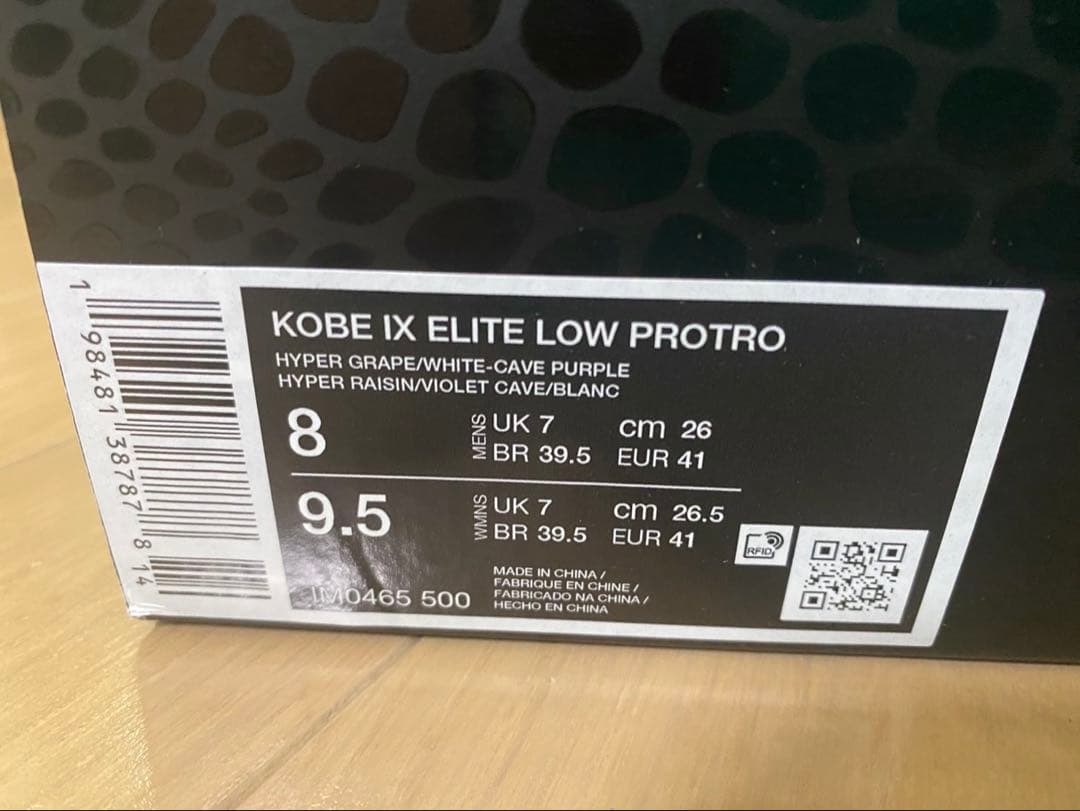 KOBE IX ELITE LOW PROTRO
HYPER GRAPE/WHITE-CAVE PURPLE
HYPER RAISIN/VIOLET CAVE/BLANC
8
MENS
UK 7 cm 26
BR 39.5 EUR 41
9.5
WMNS
UK 7 cm 26.5
BR 39.5 EUR 41
RFID
IM0465 500
MADE IN CHINA /
FABRIQUE EN CHINE /
FABRICADO NA CHINA /
HECHO EN CHINA
1 98481 38787 8 14